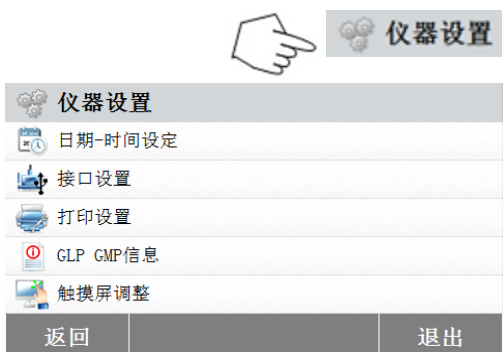 仪器设置
仪器设置
日期-时间设定
接口设置
打印设置
GLP GMP信息
触摸屏调整
返回 退出